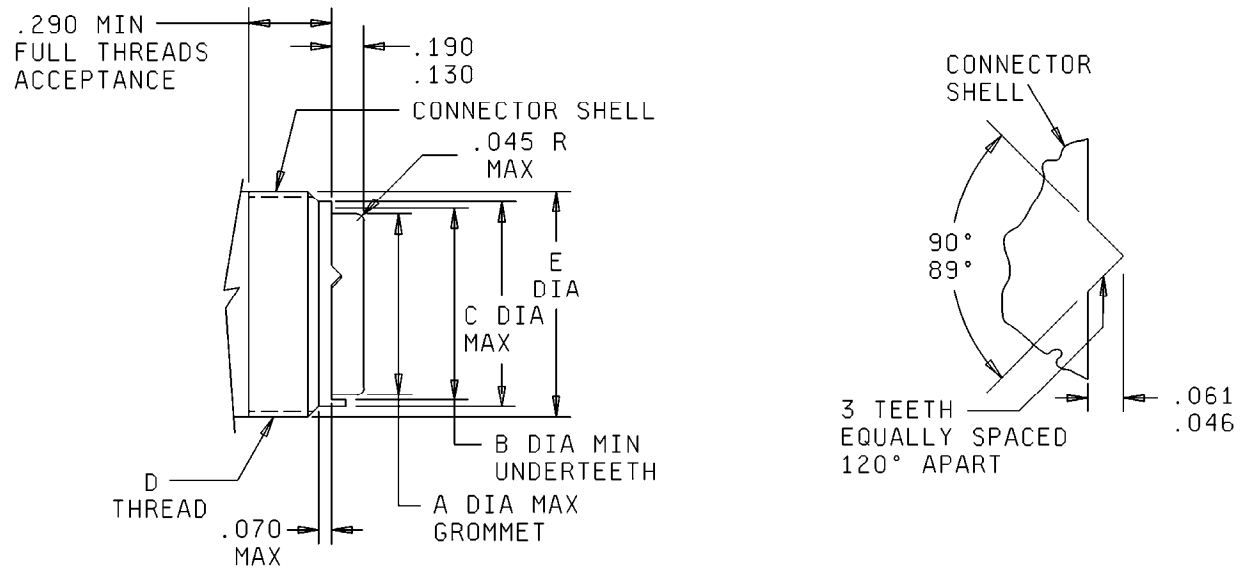 .290 MIN
FULL THREADS
ACCEPTANCE
.190
.130
CONNECTOR SHELL
.045 R
MAX
E
DIA
C DIA
MAX
B DIA MIN
UNDERTEETH
A DIA MAX
GROMMET
D
THREAD
.070
MAX
CONNECTOR
SHELL
90°
89°
3 TEETH
EQUALLY SPACED
120° APART
.061
.046